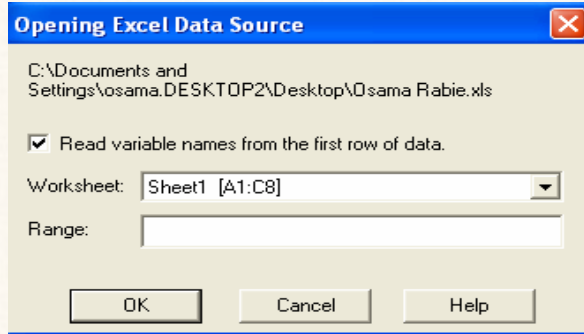 Opening Excel Data Source
C:\Documents and
Settings\osama.DESKTOP2\Desktop\Osama Rabie.xls
Read variable names from the first row of data.
Worksheet: Sheet1 [A1:C8]
Range:
OK Cancel Help